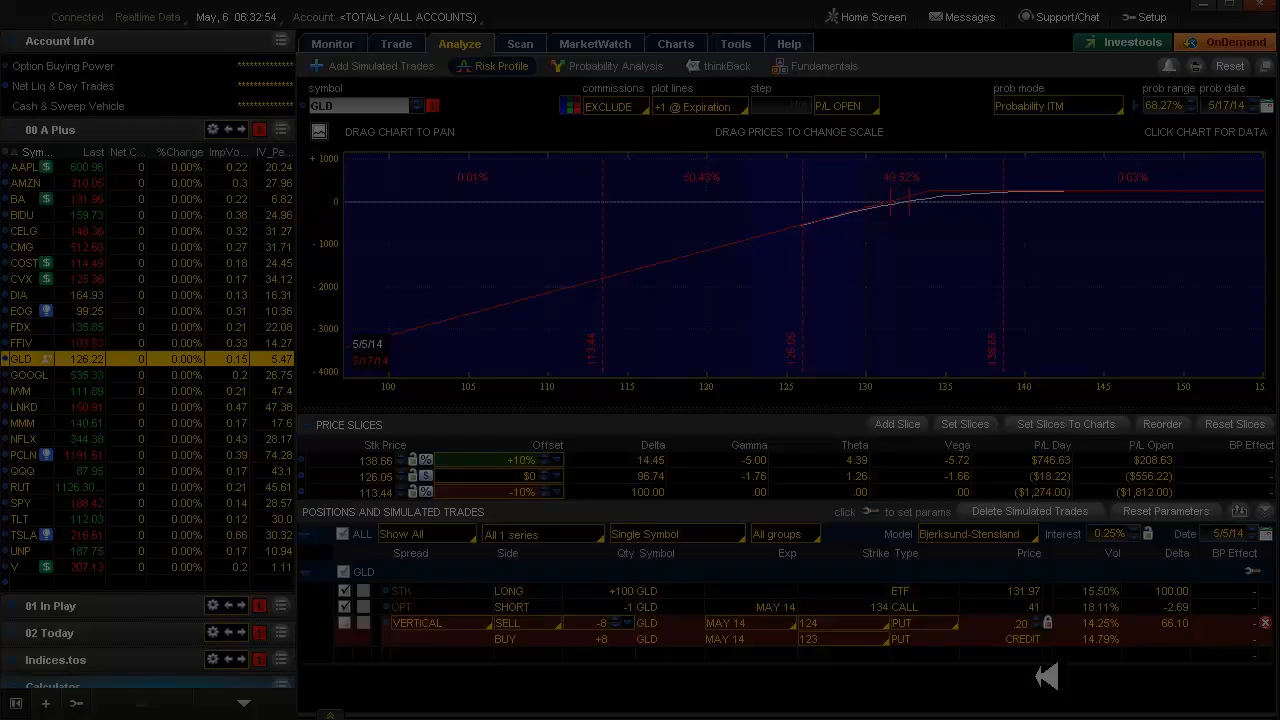 Connected Realtime Data May, 6 06:32:54 Account: <TOTAL> (ALL ACCOUNTS) Home Screen Messages Support/Chat Setup
Account Info
Option Buying Power ***************
Net Liq & Day Trades ***************
Cash & Sweep Vehicle ***************
00 A Plus
Sym... Last Net C... %Change ImpVo... IV_Pe...
AAPL $ 600.96 0 0.00% 0.22 20.24
AMZN 310.05 0 0.00% 0.3 27.96
BA $ 131.96 0 0.00% 0.22 6.82
BIDU 159.73 0 0.00% 0.38 24.96
CELG 148.36 0 0.00% 0.32 31.27
CMG 512.68 0 0.00% 0.27 31.71
COST $ 114.49 0 0.00% 0.18 24.45
CVX $ 125.36 0 0.00% 0.17 34.12
DIA 164.93 0 0.00% 0.13 16.31
EOG 99.25 0 0.00% 0.31 10.36
FDX 135.65 0 0.00% 0.21 22.08
FFIV 103.83 0 0.00% 0.33 14.27
GLD 126.22 0 0.00% 0.15 5.47
GOOGL 535.33 0 0.00% 0.2 26.75
IWM 111.89 0 0.00% 0.21 47.4
LNKD 150.91 0 0.00% 0.47 47.38
MMM 140.61 0 0.00% 0.17 17.6
NFLX 344.38 0 0.00% 0.43 28.17
PCLN 1191.61 0 0.00% 0.39 74.28
QQQ 87.95 0 0.00% 0.17 43.1
RUT 1126.30... 0 0.00% 0.21 45.61
SPY 188.42 0 0.00% 0.14 28.57
TLT 112.03 0 0.00% 0.12 30.0
TSLA 216.61 0 0.00% 0.66 30.32
UNP 187.75 0 0.00% 0.17 10.94
V $ 207.13 0 0.00% 0.2 1.11
01 In Play
02 Today
Indices.tos
Calculator
Monitor Trade Analyze Scan MarketWatch Charts Tools Help Investools OnDemand
Add Simulated Trades Risk Profile Probability Analysis thinkBack Fundamentals Reset
symbol commissions plot lines step prob mode prob range prob date
GLD EXCLUDE +1 @ Expiration N/A P/L OPEN Probability ITM 68.27% 5/17/14
DRAG CHART TO PAN DRAG PRICES TO CHANGE SCALE CLICK CHART FOR DATA
+ 1000
0.01% 50.43% 49.52% 0.03%
0
- 1000
- 2000
- 3000
- 4000
113.44 126.05 138.66
5/5/14
5/17/14
100 105 110 115 120 125 130 135 140 145 150 15.
PRICE SLICES Add Slice Set Slices Set Slices To Charts Reorder Reset Slices
Stk Price Offset Delta Gamma Theta Vega P/L Day P/L Open BP Effect
138.66 % +10% 14.45 -5.00 4.39 -5.72 $746.63 $208.63
126.05 $ $0 96.74 -1.76 1.26 -1.66 ($18.22) ($556.22)
113.44 % -10% 100.00 .00 .00 .00 ($1,274.00) ($1,812.00)
POSITIONS AND SIMULATED TRADES click to set params Delete Simulated Trades Reset Parameters
ALL Show All All 1 series Single Symbol All groups Model Bjerksund-Stensland Interest 0.25% Date 5/5/14
Spread Side Qty Symbol Exp Strike Type Price Vol Delta BP Effect
GLD
STK LONG +100 GLD ETF 131.97 15.50% 100.00 -
OPT SHORT -1 GLD MAY 14 134 CALL .41 18.11% -2.69 -
VERTICAL SELL -8 GLD MAY 14 124 PUT .20 14.25% 66.10 -
BUY +8 GLD MAY 14 123 PUT CREDIT 14.79% -